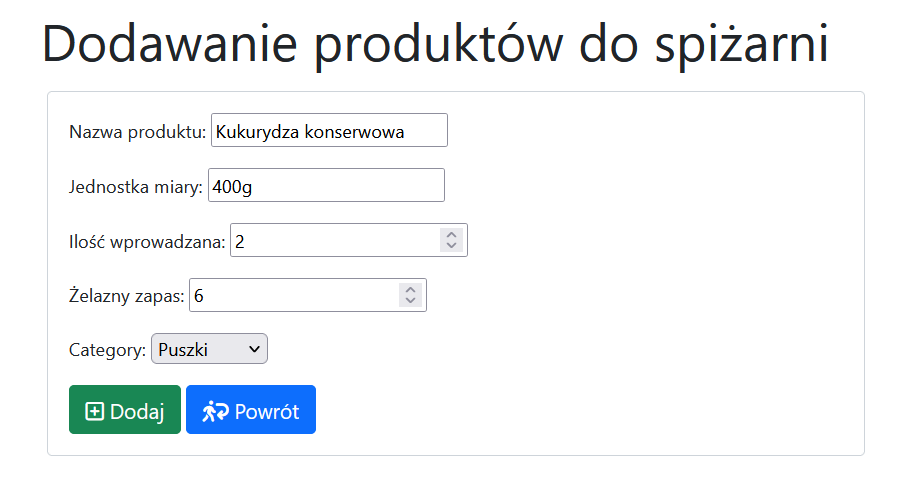 Dodawanie produktów do spiżarni
Nazwa produktu: Kukurydza konserwowa
Jednostka miary: 400g
Ilość wprowadzana: 2
Żelazny zapas: 6
Category: Puszki
Dodaj Powrót